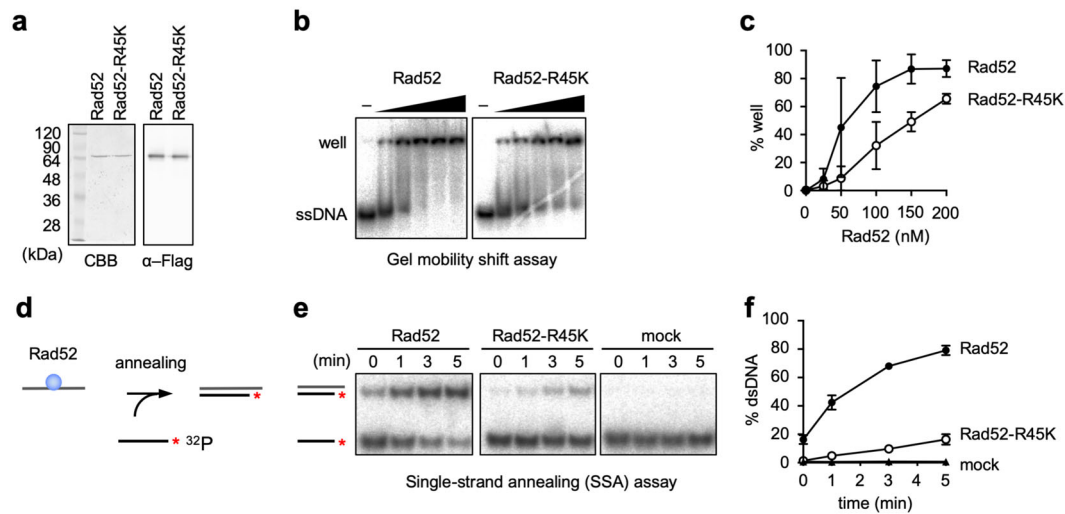 a
Rad52
Rad52-R45K
Rad52
Rad52-R45K
120
90
64
48
36
28
(kDa)
CBB
α–Flag
b
Rad52
Rad52-R45K
–
–
well
ssDNA
Gel mobility shift assay
c
100
80
60
40
20
0
% well
0
50
100
150
200
Rad52 (nM)
Rad52
Rad52-R45K
d
Rad52
annealing
*
* 32P
e
Rad52
Rad52-R45K
mock
(min)
0 1 3 5
0 1 3 5
0 1 3 5
*
*
Single-strand annealing (SSA) assay
f
100
80
60
40
20
0
% dsDNA
0 1 2 3 4 5
time (min)
Rad52
Rad52-R45K
mock